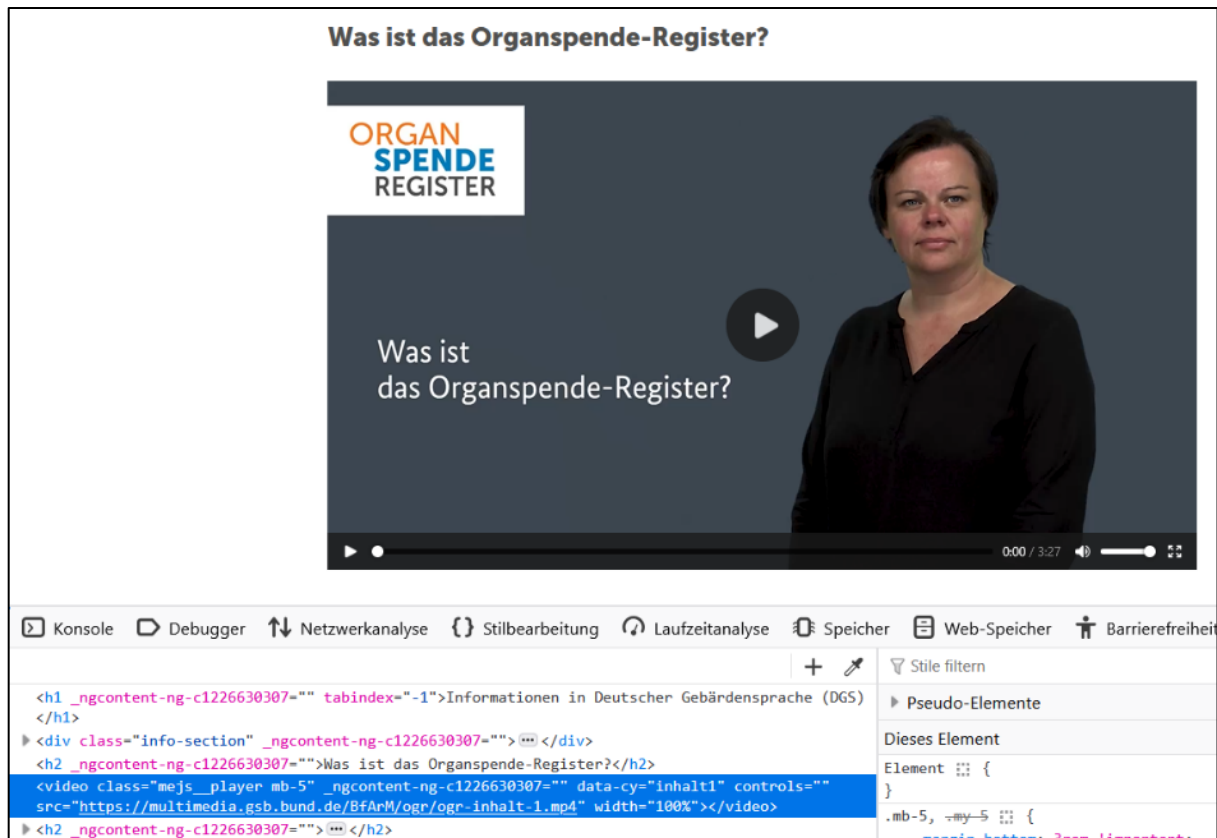 Was ist das Organspende-Register?
ORGAN
SPENDE
REGISTER
Was ist
das Organspende-Register?
0:00 / 3:27
Konsole Debugger Netzwerkanalyse Stilbearbeitung Laufzeitanalyse Speicher Web-Speicher Barrierefreiheit
Stile filtern
<h1 _ngcontent-ng-c1226630307="" tabindex="-1">Informationen in Deutscher Gebärdensprache (DGS)
</h1>
<div class="info-section" _ngcontent-ng-c1226630307="">…</div>
<h2 _ngcontent-ng-c1226630307="">Was ist das Organspende-Register?</h2>
<video class="mejs__player mb-5" _ngcontent-ng-c1226630307="" data-cy="inhalt1" controls=""
src="https://multimedia.gsb.bund.de/BfArM/ogr/ogr-inhalt-1.mp4" width="100%"></video>
<h2 _ngcontent-ng-c1226630307="">…</h2>
Pseudo-Elemente
Dieses Element
Element {
}
.mb-5, .my-5 {